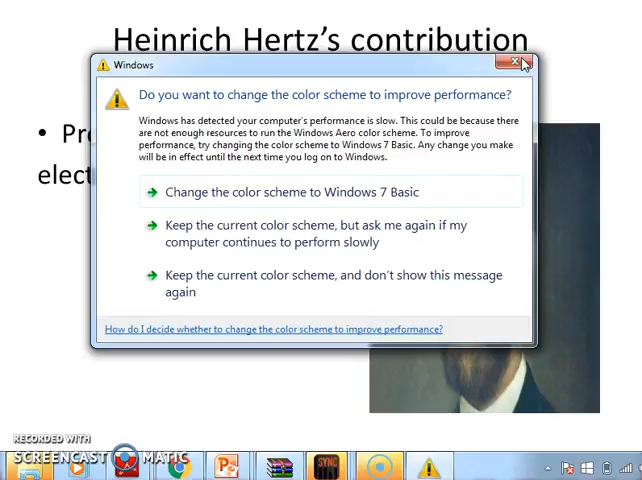 Heinrich Hertz's contribution
Windows
Do you want to change the color scheme to improve performance?
Windows has detected your computer's performance is slow. This could be because there
are not enough resources to run the Windows Aero color scheme. To improve
performance, try changing the color scheme to Windows 7 Basic. Any change you make
will be in effect until the next time you log on to Windows.
• Pro
elect
Change the color scheme to Windows 7 Basic
Keep the current color scheme, but ask me again if my
computer continues to perform slowly
Keep the current color scheme, and don't show this message
again
How do I decide whether to change the color scheme to improve performance?
RECORDED WITH
SCREENCAST MATIC
SYNC